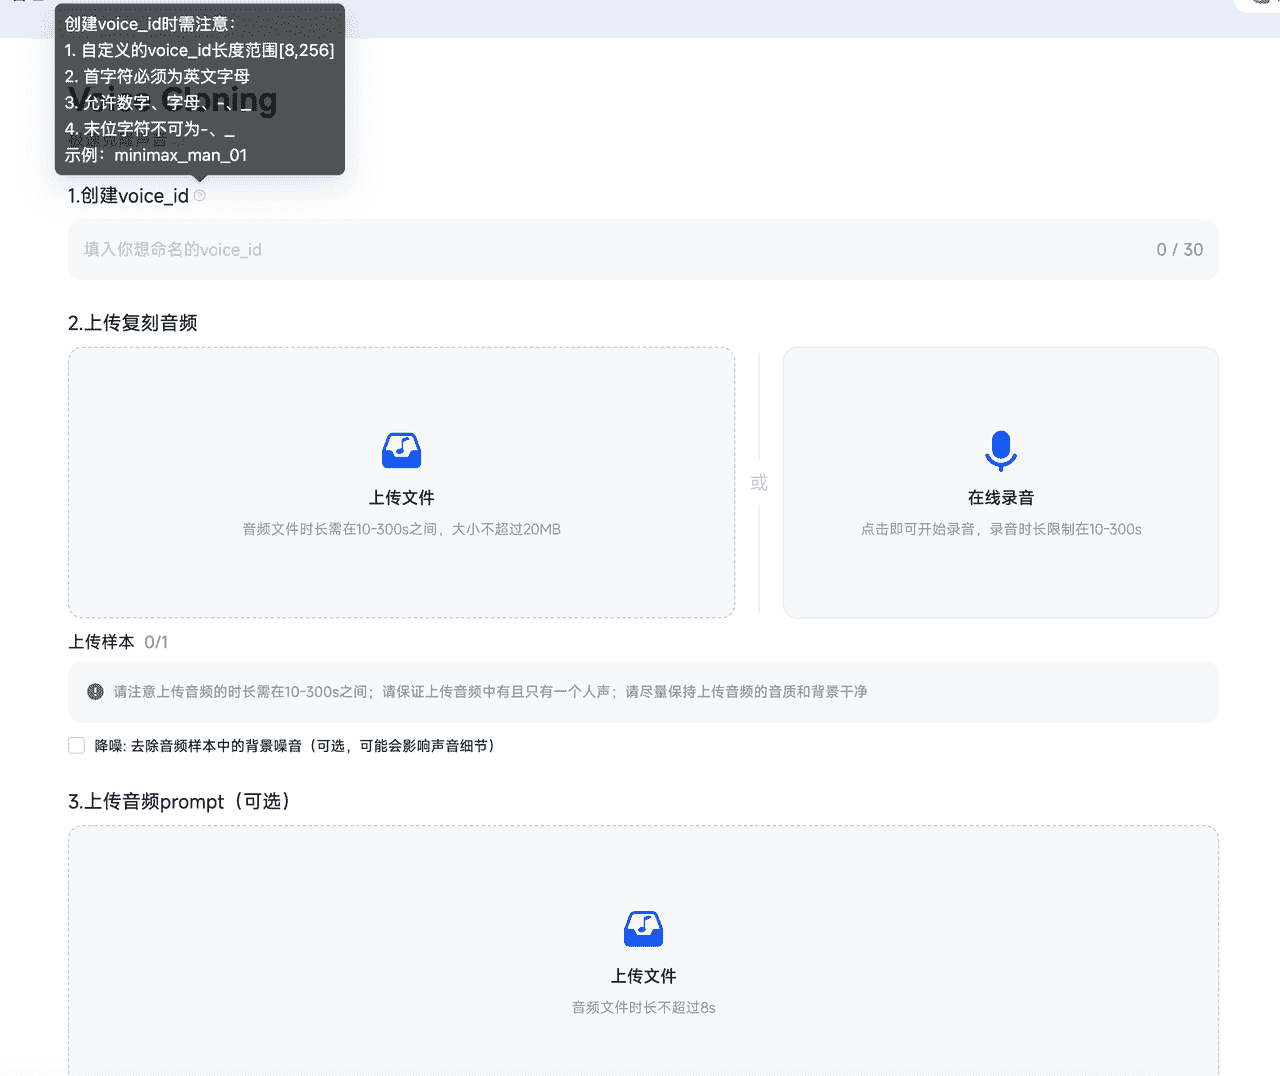 创建voice_id时需注意：
1. 自定义的voice_id长度范围[8,256]
2. 首字符必须为英文字母
3. 允许数字、字母、-、_
4. 末位字符不可为-、_
示例：minimax_man_01
Voice Cloning
极速克隆声音
1.创建voice_id
填入你想命名的voice_id
0 / 30
2.上传复刻音频
上传文件
音频文件时长需在10-300s之间，大小不超过20MB
或
在线录音
点击即可开始录音，录音时长限制在10-300s
上传样本 0/1
请注意上传音频的时长需在10-300s之间；请保证上传音频中有且只有一个人声；请尽量保持上传音频的音质和背景干净
降噪: 去除音频样本中的背景噪音（可选，可能会影响声音细节）
3.上传音频prompt（可选）
上传文件
音频文件时长不超过8s